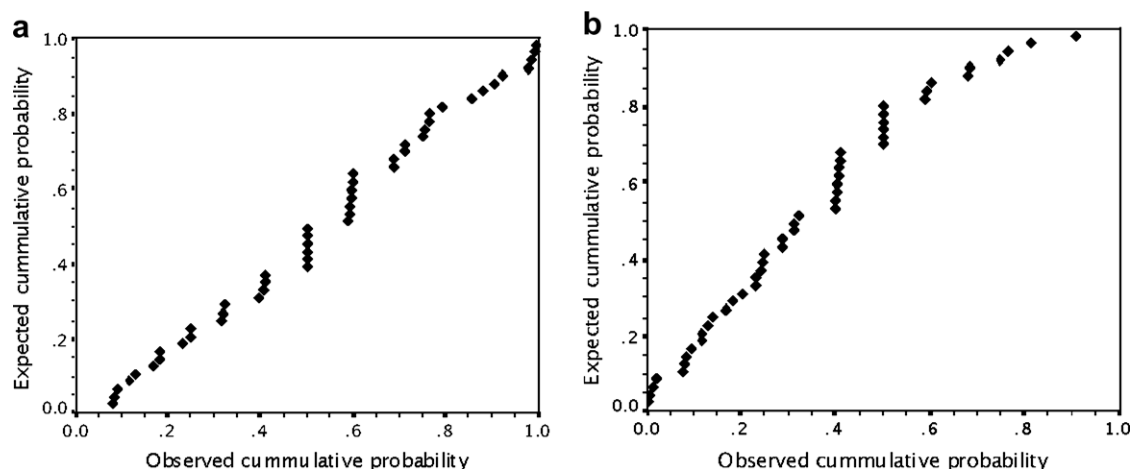 a
Expected cummulative probability
1.0
.8
.6
.4
.2
0.0
0.0 .2 .4 .6 .8 1.0
Observed cummulative probability
b
Expected cummulative probability
1.0
.8
.6
.4
.2
0.0
0.0 .2 .4 .6 .8 1.0
Observed cummulative probability